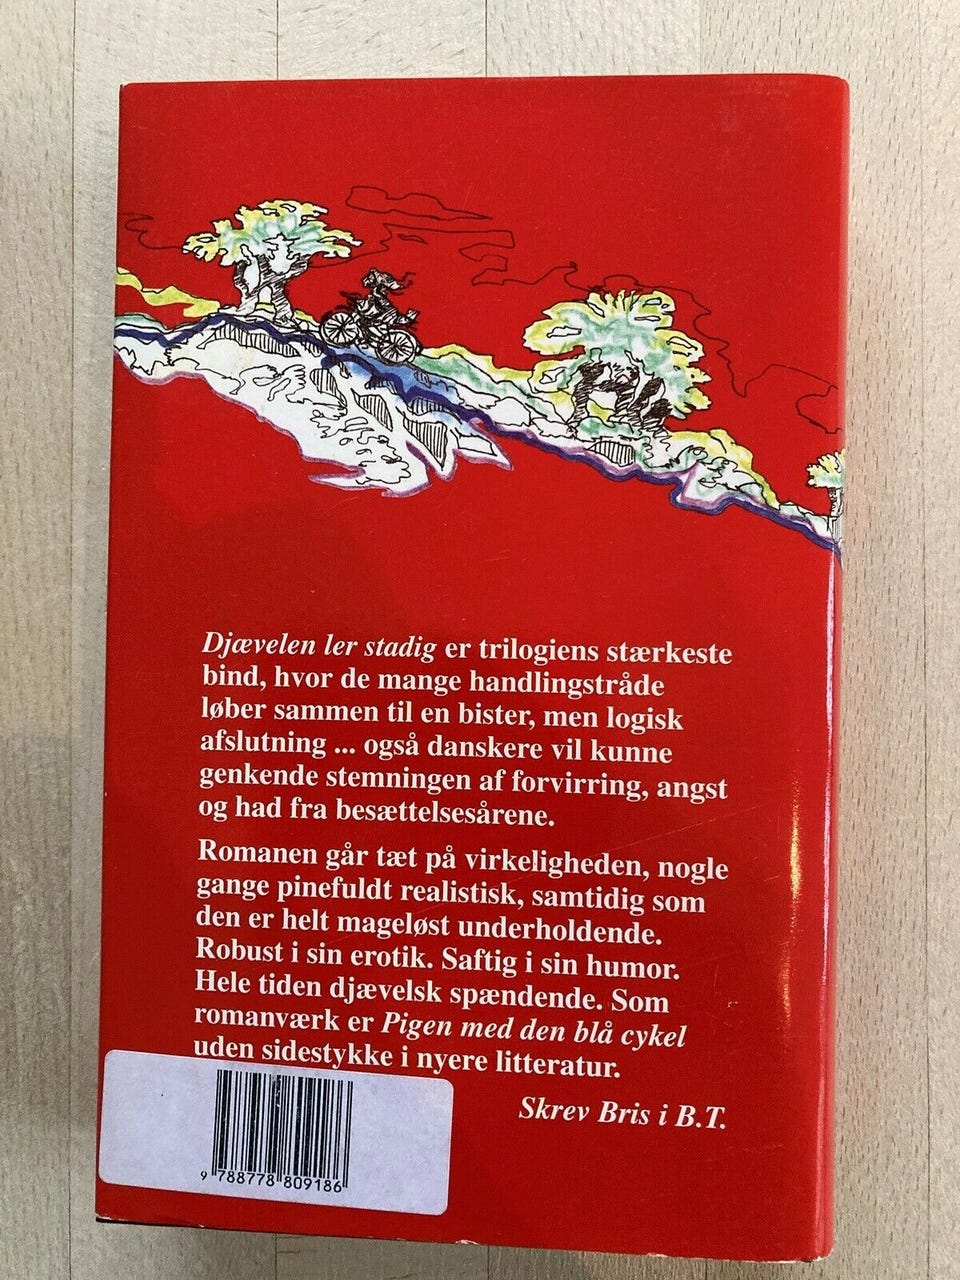 Djævelen ler stadig er trilogiens stærkeste
bind, hvor de mange handlingstråde
løber sammen til en bister, men logisk
afslutning ... også danskere vil kunne
genkende stemningen af forvirring, angst
og had fra besættelsesårene.
Romanen går tæt på virkeligheden, nogle
gange pinefuldt realistisk, samtidig som
den er helt mageløst underholdende.
Robust i sin erotik. Saftig i sin humor.
Hele tiden djævelsk spændende. Som
romanværk er Pigen med den blå cykel
uden sidestykke i nyere litteratur.
Skrev Bris i B.T.
9 788778 809186